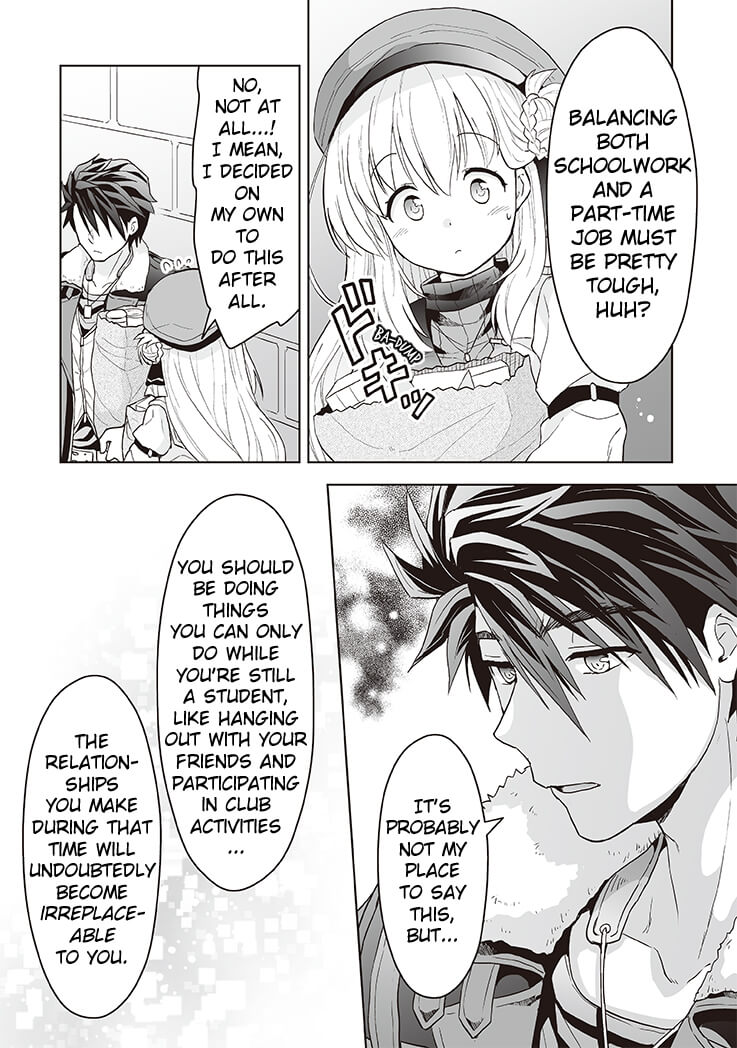 BALANCING
BOTH
SCHOOLWORK
AND A
PART-TIME
JOB MUST
BE PRETTY
TOUGH,
HUH?
ドキッ
BA-DUMP
NO,
NOT AT
ALL...!
I MEAN,
I DECIDED
ON
MY OWN
TO
DO THIS
AFTER
ALL.
IT'S
PROBABLY
NOT MY
PLACE
TO SAY
THIS,
BUT...
YOU SHOULD
BE DOING
THINGS
YOU CAN ONLY
DO WHILE
YOU'RE STILL
A STUDENT,
LIKE HANGING
OUT WITH YOUR
FRIENDS AND
PARTICIPATING
IN CLUB
ACTIVITIES
...
THE
RELATION-
SHIPS
YOU MAKE
DURING THAT
TIME WILL
UNDOUBTEDLY
BECOME
IRREPLACE-
ABLE
TO YOU.